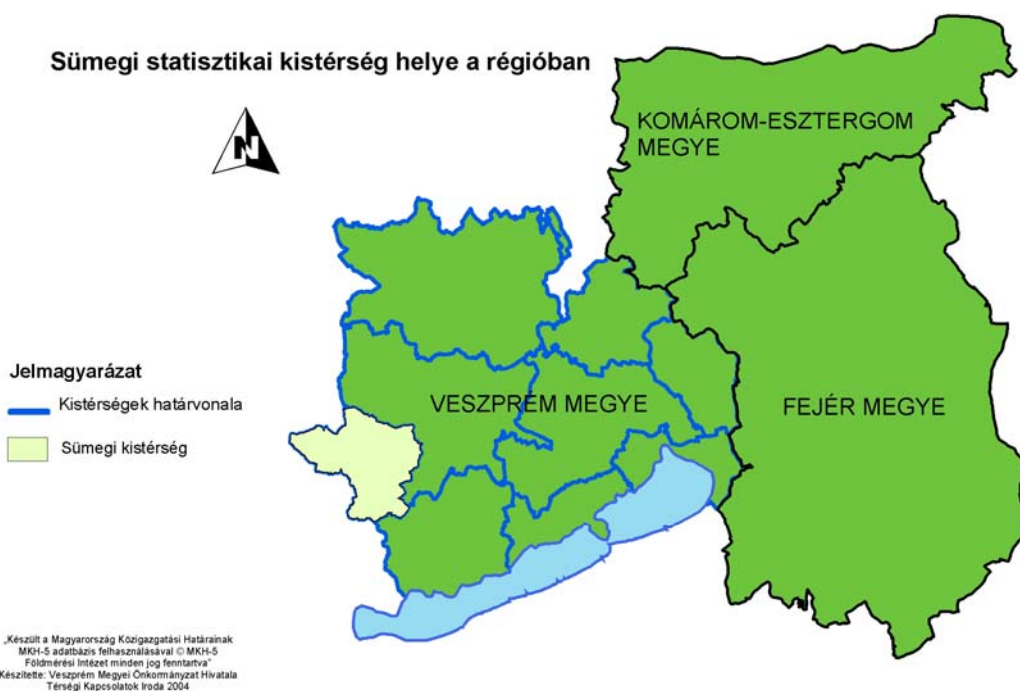 Sümegi statisztikai kistérség helye a régióban
N
KOMÁROM-ESZTERGOM
MEGYE
VESZPRÉM MEGYE
FEJÉR MEGYE
Jelmagyarázat
Kistérségek határvonala
Sümegi kistérség
„Készült a Magyarország Közigazgatási Határainak
MKH-5 adatbázis felhasználásával © MKH-5
Földmérési Intézet minden jog fenntartva”
Készítette: Veszprém Megyei Önkormányzat Hivatala
Térségi Kapcsolatok Iroda 2004